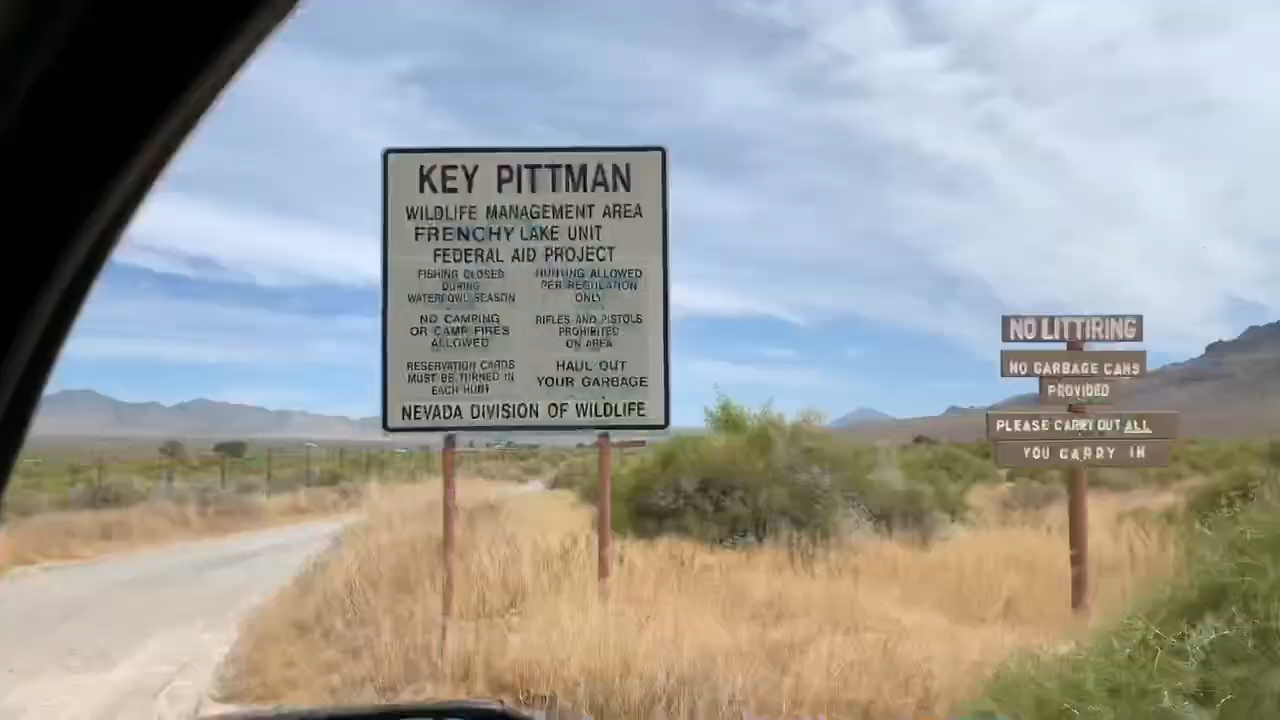 KEY PITTMAN
WILDLIFE MANAGEMENT AREA
FRENCHY LAKE UNIT
FEDERAL AID PROJECT
FISHING CLOSED
DURING
WATERFOWL SEASON
HUNTING ALLOWED
PER REGULATION
ONLY
NO CAMPING
OR CAMP FIRES
ALLOWED
RIFLES AND PISTOLS
PROHIBITED
ON AREA
RESERVATION CARDS
MUST BE TURNED IN
EACH HUNT
HAUL OUT
YOUR GARBAGE
NEVADA DIVISION OF WILDLIFE
NO LITTIRING
NO GARBAGE CANS
PROVIDED
PLEASE CARRY OUT ALL
YOU CARRY IN